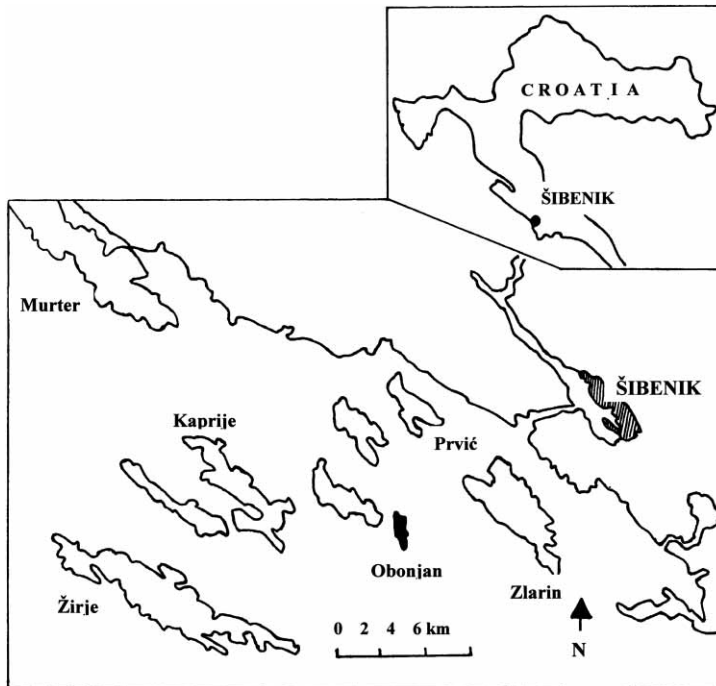 CROATIA
ŠIBENIK
Murter
ŠIBENIK
Kaprije
Prvić
Obonjan
Zlarin
Žirje
0 2 4 6 km
N